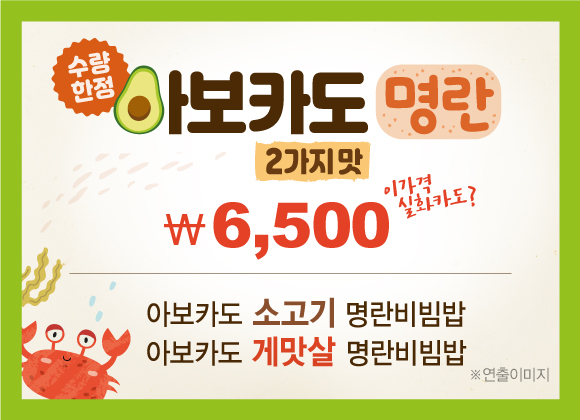 수량
한정
아보카도 명란
2가지 맛
₩6,500
이가격
실화카도?
아보카도 소고기 명란비빔밥
아보카도 게맛살 명란비빔밥
※연출이미지